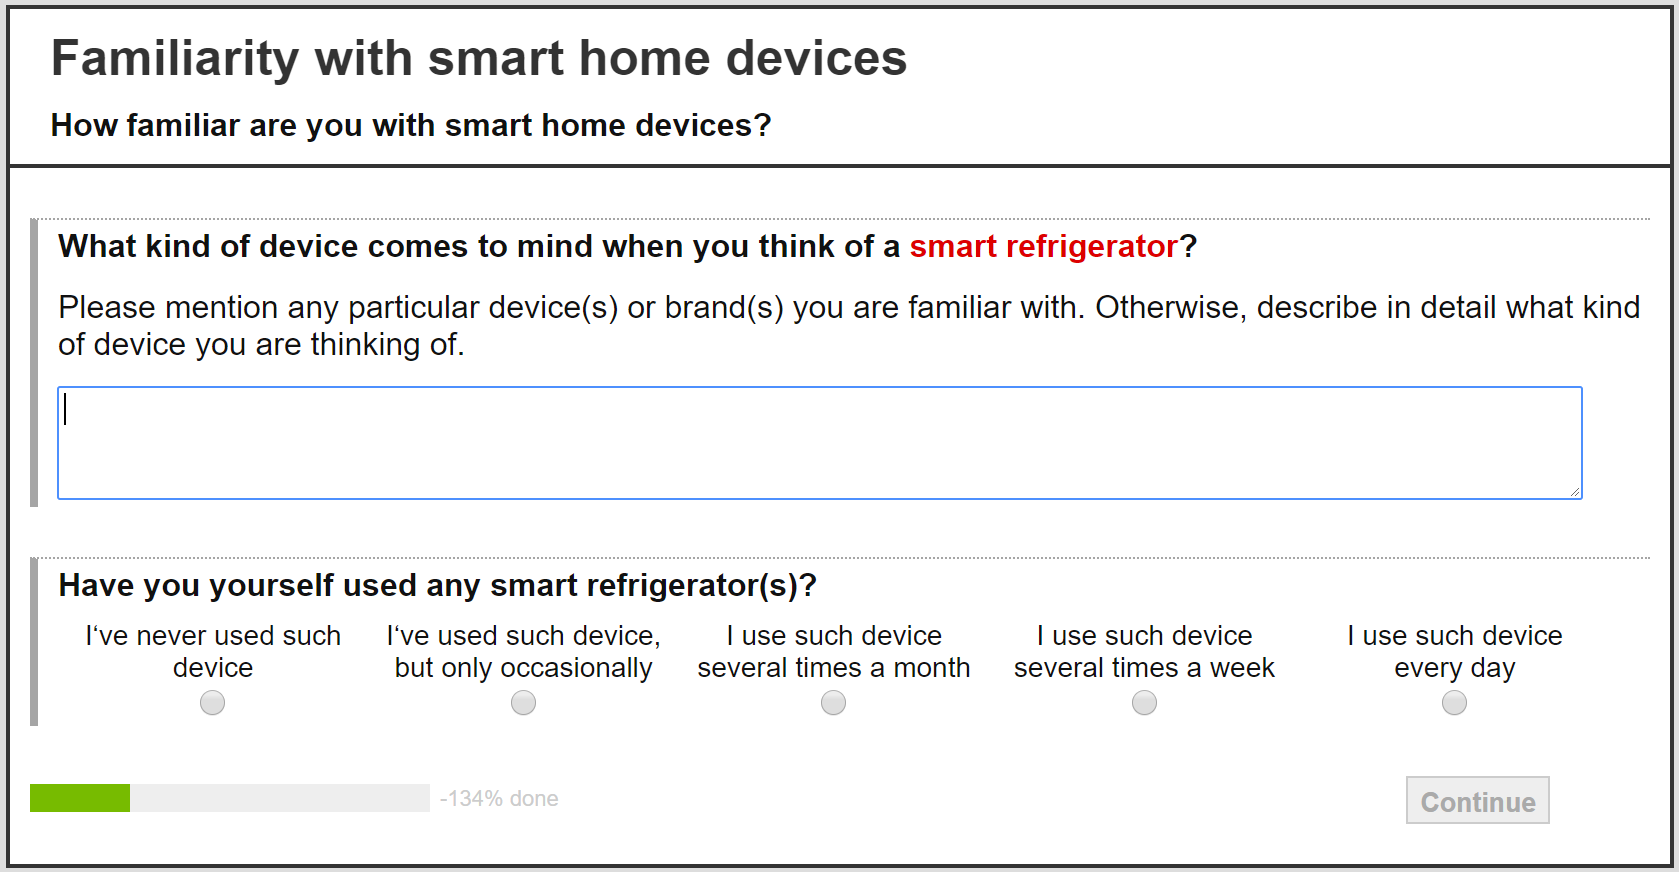 Familiarity with smart home devices
How familiar are you with smart home devices?
What kind of device comes to mind when you think of a smart refrigerator?
Please mention any particular device(s) or brand(s) you are familiar with. Otherwise, describe in detail what kind
of device you are thinking of.
Have you yourself used any smart refrigerator(s)?
I‘ve never used such
device
I‘ve used such device,
but only occasionally
I use such device
several times a month
I use such device
several times a week
I use such device
every day
-134% done
Continue